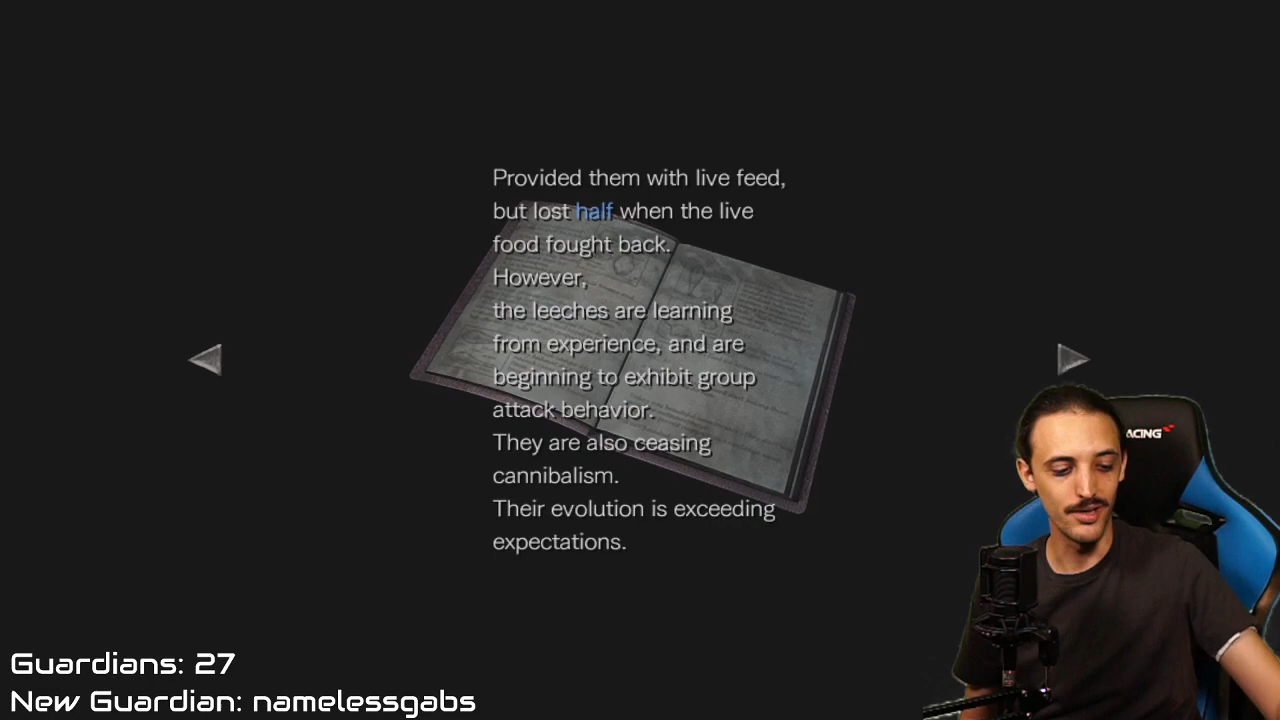 Provided them with live feed,
but lost half when the live
food fought back.
However,
the leeches are learning
from experience, and are
beginning to exhibit group
attack behavior.
They are also ceasing
cannibalism.
Their evolution is exceeding
expectations.
ACING
Guardians: 27
New Guardian: namelessgabs